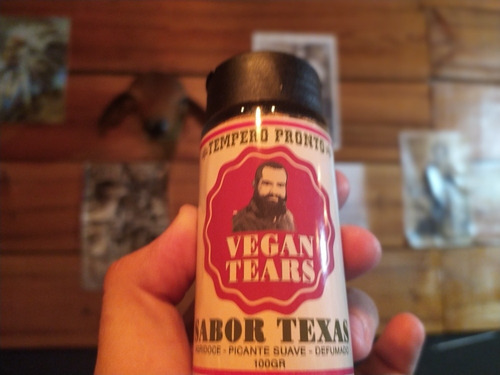 TEMPERO PRONTO
VEGAN
TEARS
SABOR TEXAS
AGRIDOCE - PICANTE SUAVE - DEFUMADO
100GR